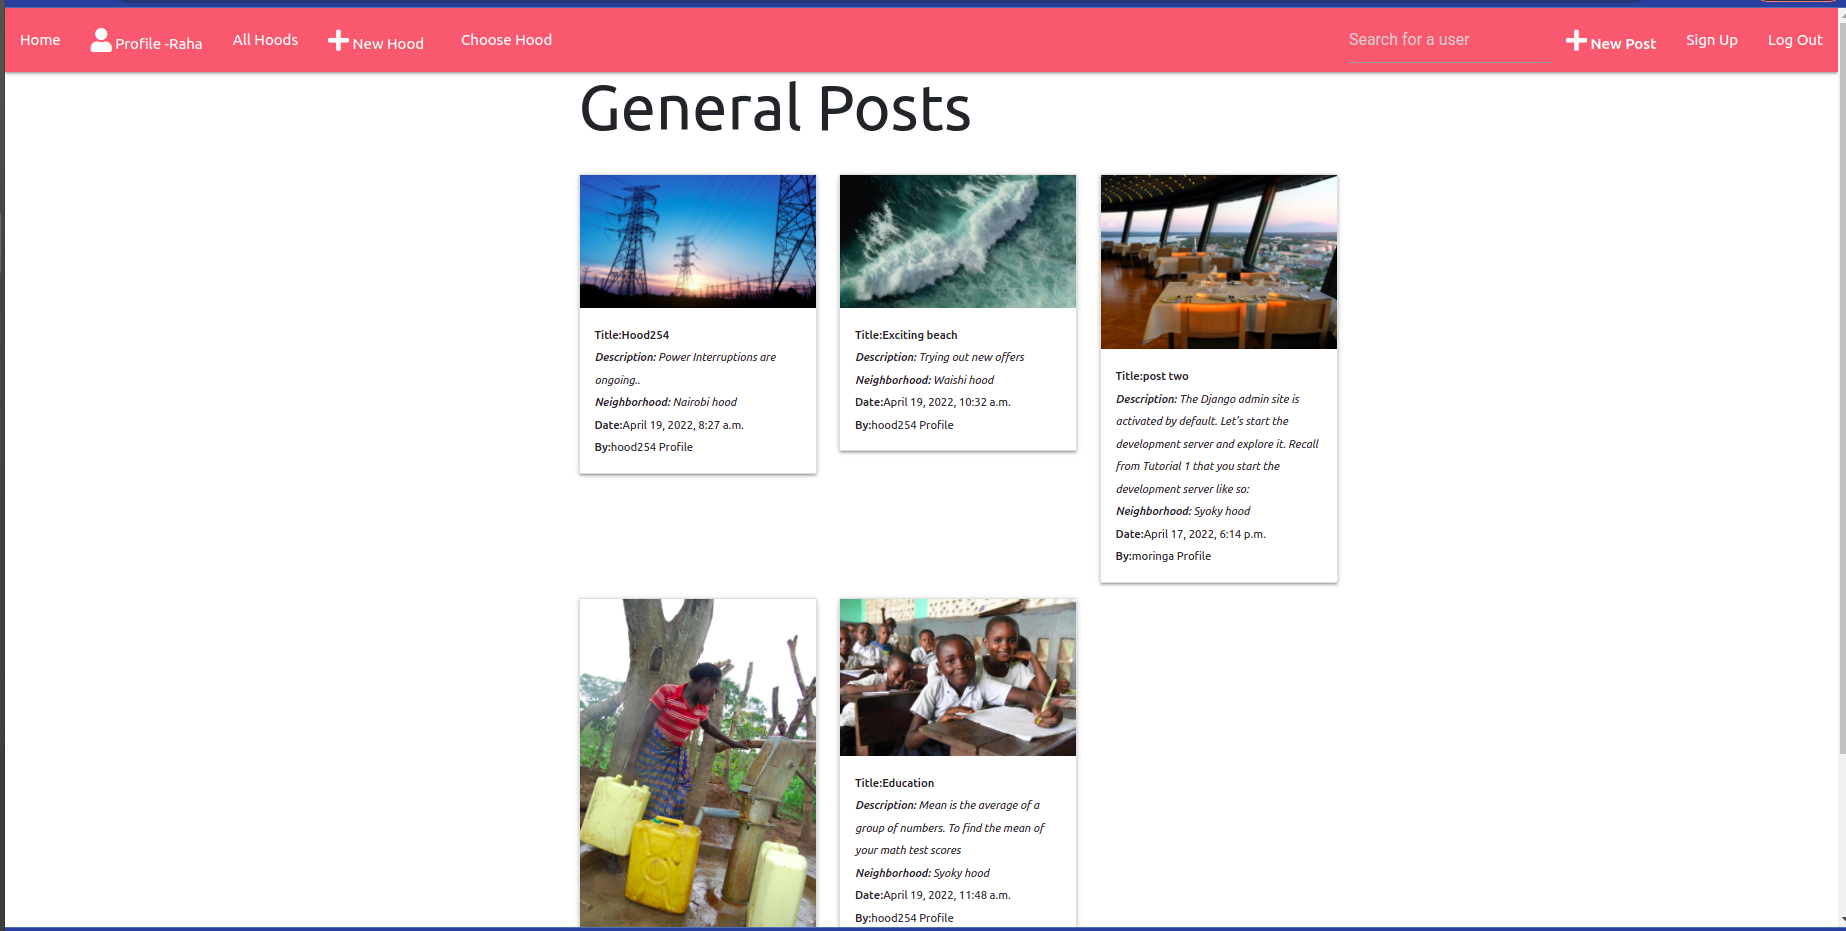 Home
Profile -Raha
All Hoods
New Hood
Choose Hood
Search for a user
New Post
Sign Up
Log Out
General Posts
Title:Hood254
Description: Power Interruptions are
ongoing..
Neighborhood: Nairobi hood
Date:April 19, 2022, 8:27 a.m.
By:hood254 Profile
Title:Exciting beach
Description: Trying out new offers
Neighborhood: Waishi hood
Date:April 19, 2022, 10:32 a.m.
By:hood254 Profile
Title:post two
Description: The Django admin site is
activated by default. Let’s start the
development server and explore it. Recall
from Tutorial 1 that you start the
development server like so:
Neighborhood: Syoky hood
Date:April 17, 2022, 6:14 p.m.
By:moringa Profile
Title:Education
Description: Mean is the average of a
group of numbers. To find the mean of
your math test scores
Neighborhood: Syoky hood
Date:April 19, 2022, 11:48 a.m.
By:hood254 Profile